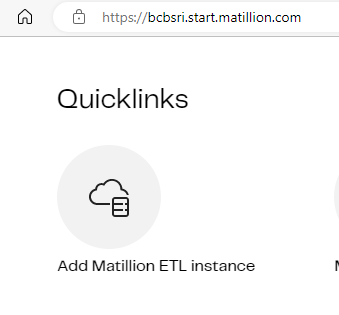 https://bcbsri.start.matillion.com
Quicklinks
Add Matillion ETL instance